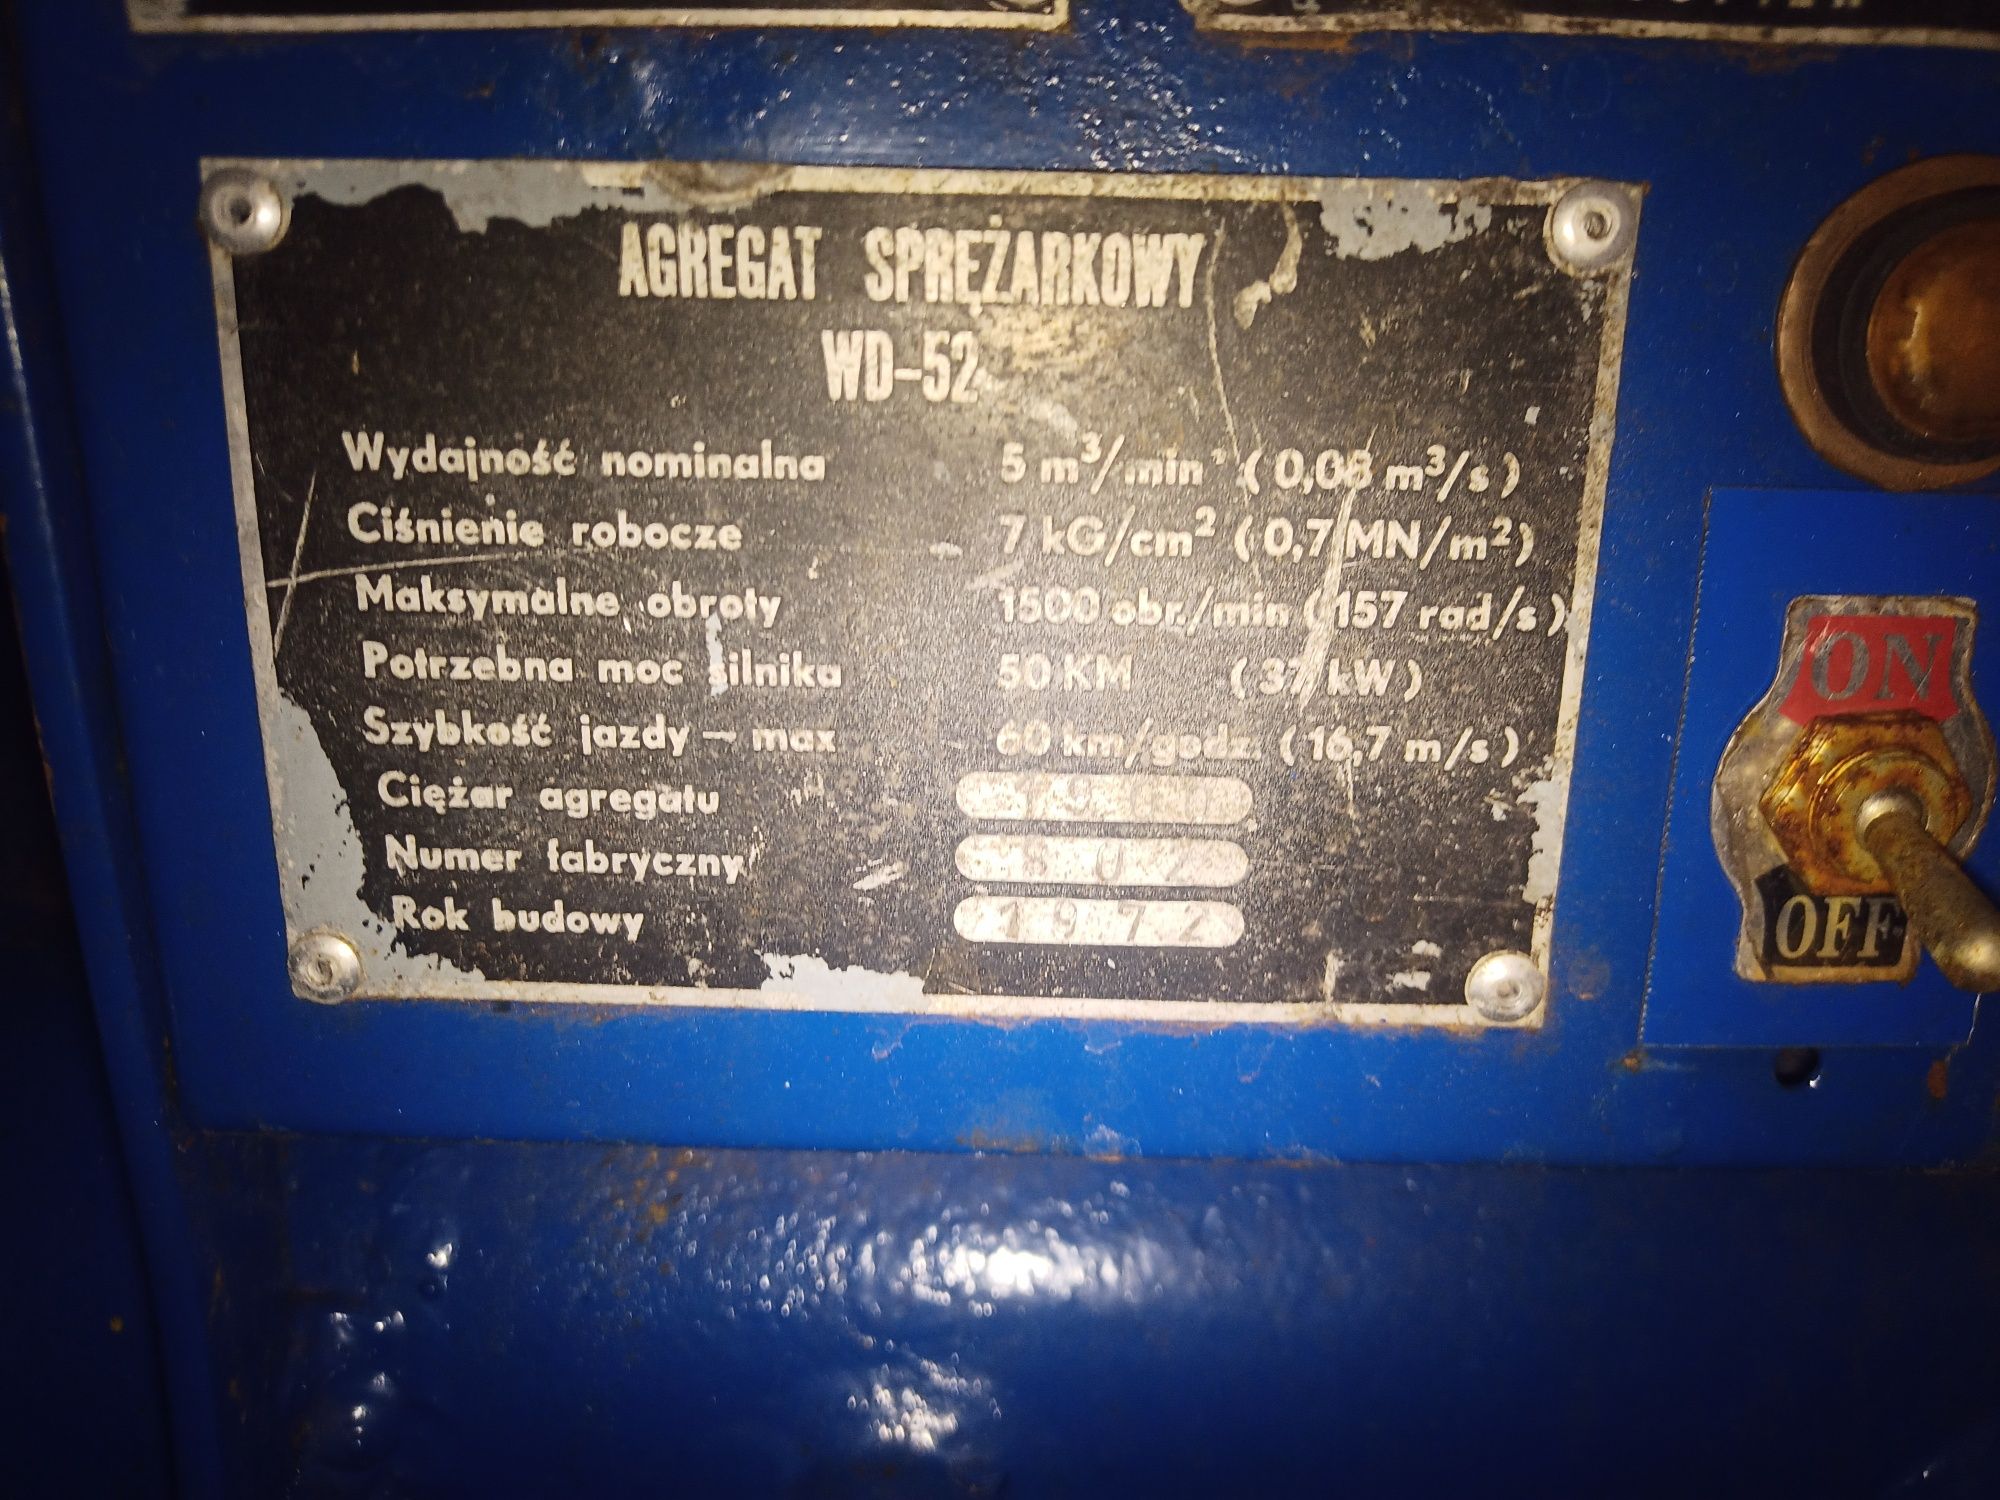 AGREGAT SPRĘŻARKOWY
WD-52
Wydajność nominalna 5 m³/min (0,08 m³/s)
Ciśnienie robocze 7 kG/cm² (0,7 MN/m²)
Maksymalne obroty 1500 obr./min (157 rad/s)
Potrzebna moc silnika 50 KM (37 kW)
Szybkość jazdy - max 60 km/godz. (16,7 m/s)
Ciężar agregatu
Numer fabryczny
Rok budowy 1972
ON
OFF